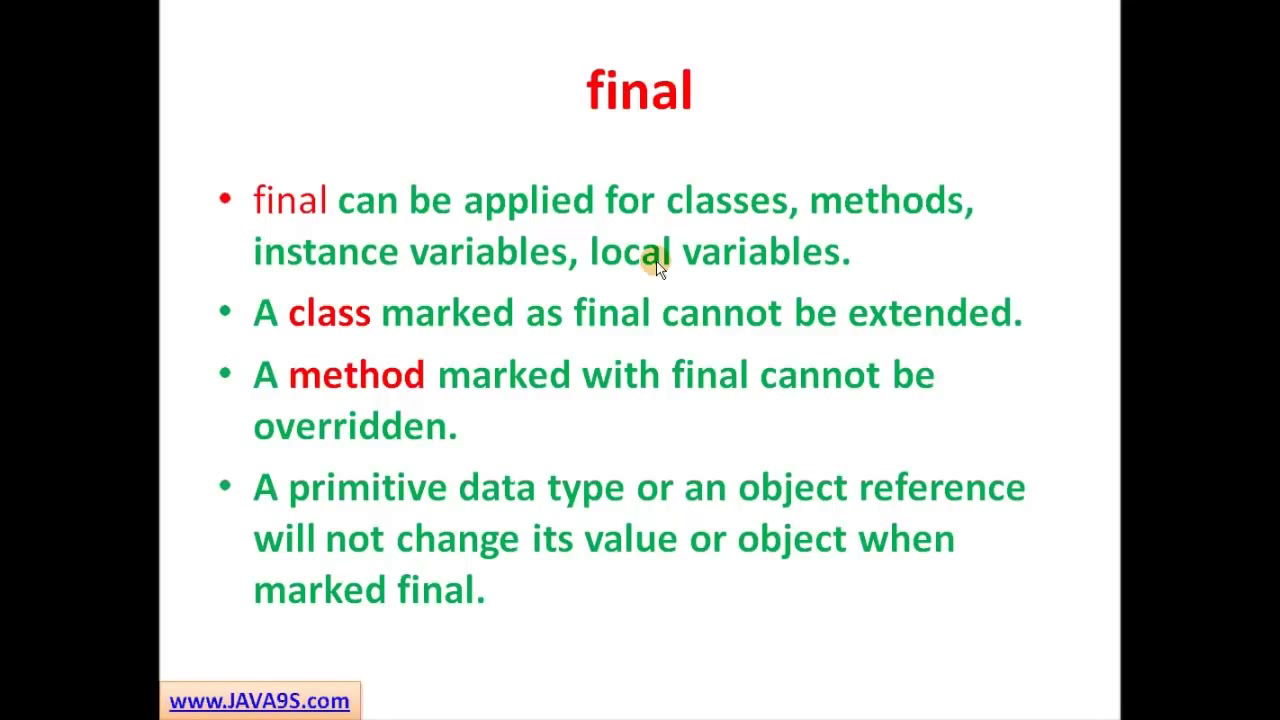 final
• final can be applied for classes, methods,
instance variables, local variables.
• A class marked as final cannot be extended.
• A method marked with final cannot be
overridden.
• A primitive data type or an object reference
will not change its value or object when
marked final.
www.JAVA9S.com